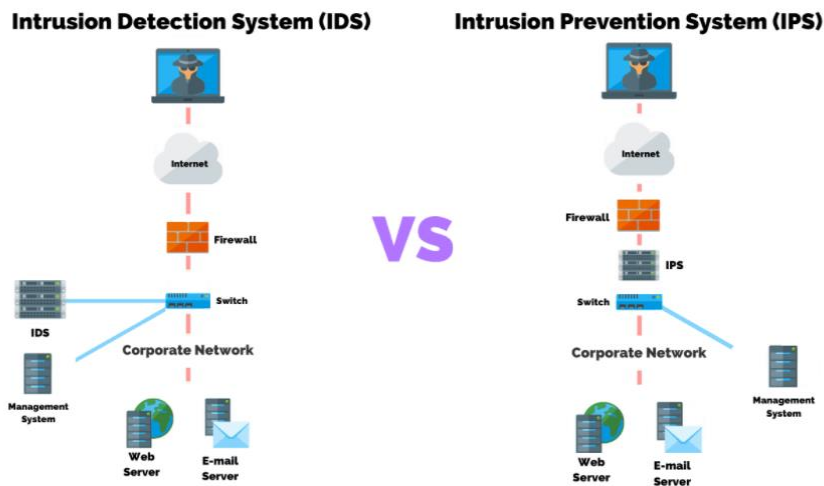 Intrusion Detection System (IDS)
Internet
Firewall
Switch
IDS
Corporate Network
Management
System
Web
Server
E-mail
Server
VS
Intrusion Prevention System (IPS)
Internet
Firewall
IPS
Switch
Corporate Network
Management
System
Web
Server
E-mail
Server